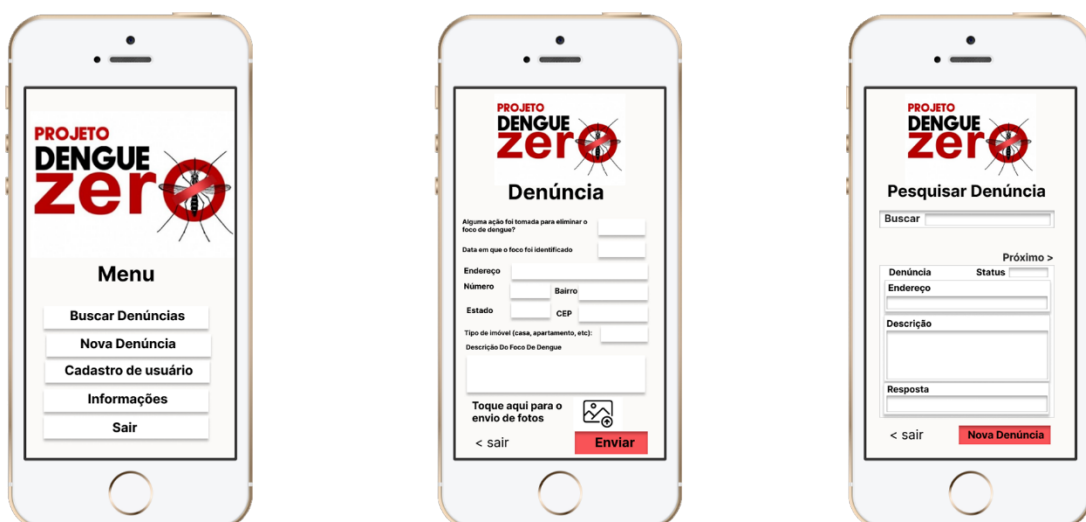 PROJETO
DENGUE
zero
Menu
Buscar Denúncias
Nova Denúncia
Cadastro de usuário
Informações
Sair
PROJETO
DENGUE
zero
Denúncia
Alguma ação foi tomada para eliminar o
foco de dengue?
Data em que o foco foi identificado
Endereço
Número
Bairro
Estado
CEP
Tipo de imóvel (casa, apartamento, etc):
Descrição Do Foco De Dengue
Toque aqui para o
envio de fotos
< sair
Enviar
PROJETO
DENGUE
zero
Pesquisar Denúncia
Buscar
Próximo >
Denúncia Status
Endereço
Descrição
Resposta
< sair
Nova Denúncia